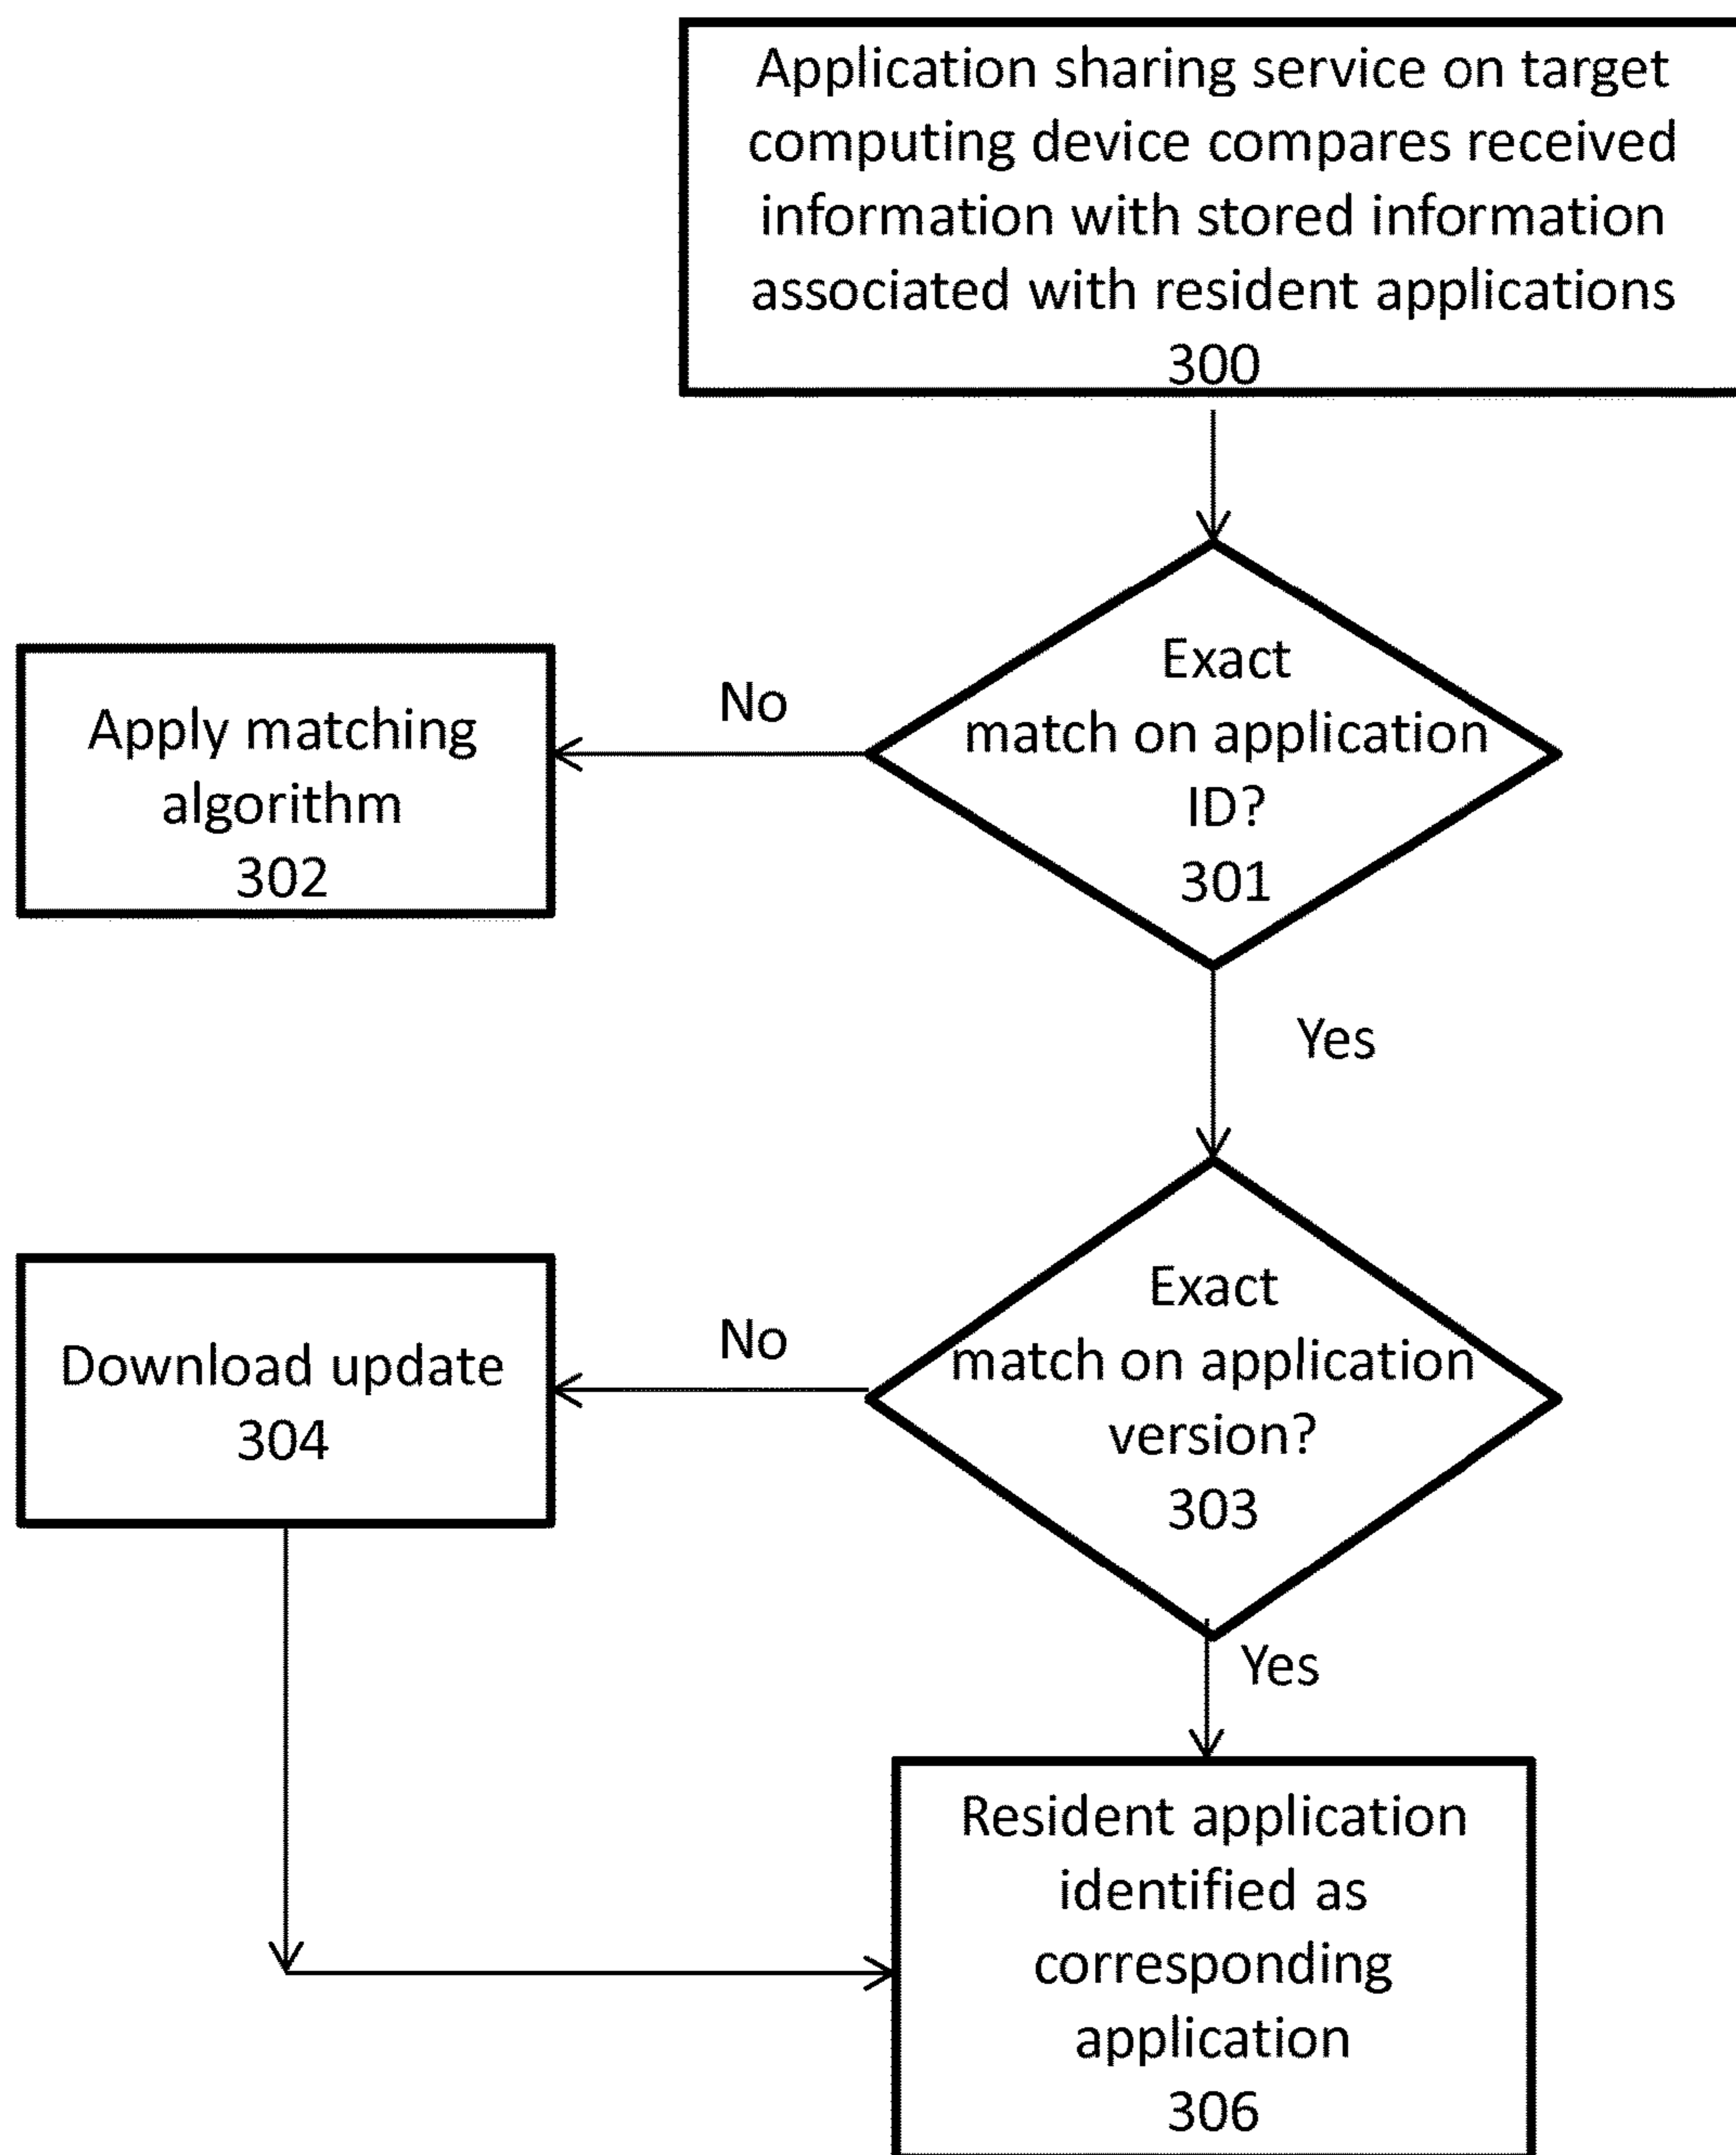 Application sharing service on target
computing device compares received
information with stored information
associated with resident applications
300
Exact
match on application
ID?
301
No
Apply matching
algorithm
302
Yes
Exact
match on application
version?
303
No
Download update
304
Yes
Resident application
identified as
corresponding
application
306